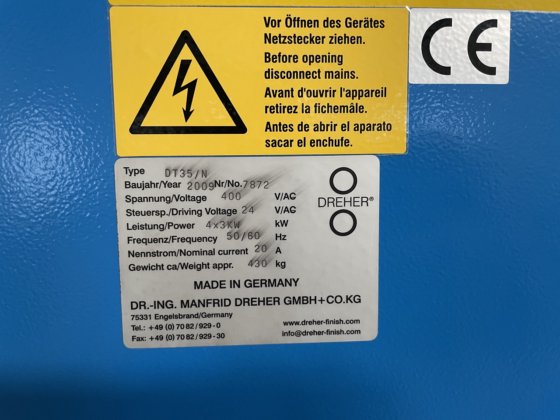 Vor Öffnen des Gerätes
Netzstecker ziehen.
Before opening
disconnect mains.
Avant d'ouvrir l'appareil
retirez la fichemâle.
Antes de abrir el aparato
sacar el enchufe.
CE
Type DT35/N
Baujahr/Year 2009 Nr/No. 7872
Spannung/Voltage 400 V/AC
Steuersp./Driving Voltage 24 V/AC
Leistung/Power 4x3KW kW
Frequenz/Frequency 50/60 Hz
Nennstrom/Nominal current 20 A
Gewicht ca/Weight appr. 430 kg
DREHER®
MADE IN GERMANY
DR.-ING. MANFRID DREHER GMBH+CO.KG
75331 Engelsbrand/Germany
Tel.: +49 (0) 70 82/929-0
Fax: +49 (0) 70 82/929-30
www.dreher-finish.com
info@dreher-finish.com